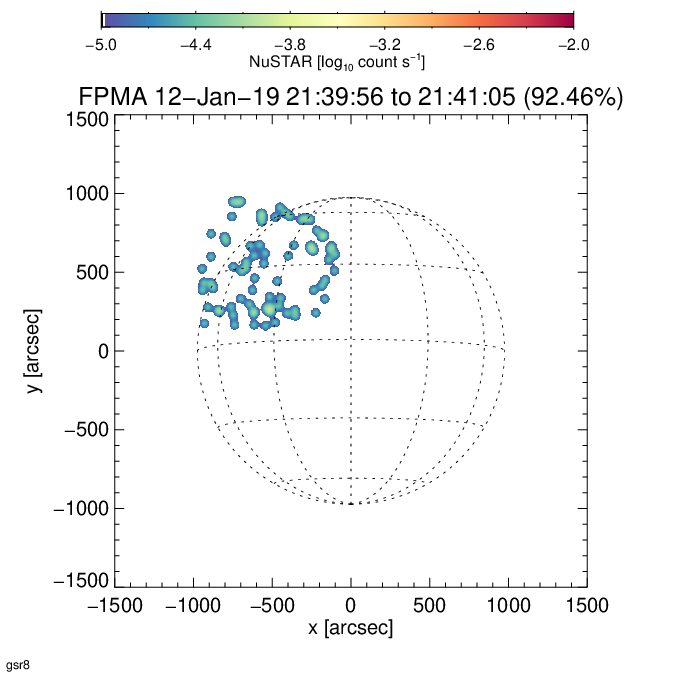 −5.0 −4.4 −3.8 −3.2 −2.6 −2.0
NuSTAR [log10 count s−1]
FPMA 12−Jan−19 21:39:56 to 21:41:05 (92.46%)
1500
1000
500
0
−500
−1000
−1500
y [arcsec]
−1500 −1000 −500 0 500 1000 1500
x [arcsec]
gsr8